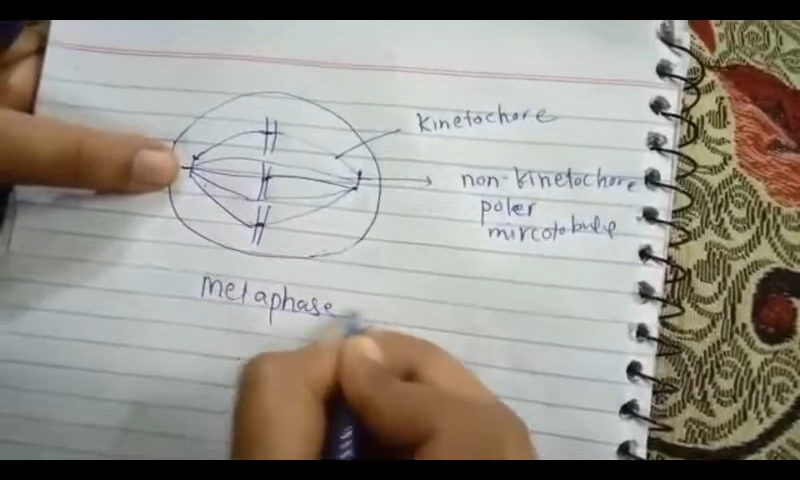 Kinetochore
non-kinetochore
poler
mircotobule
metaphase